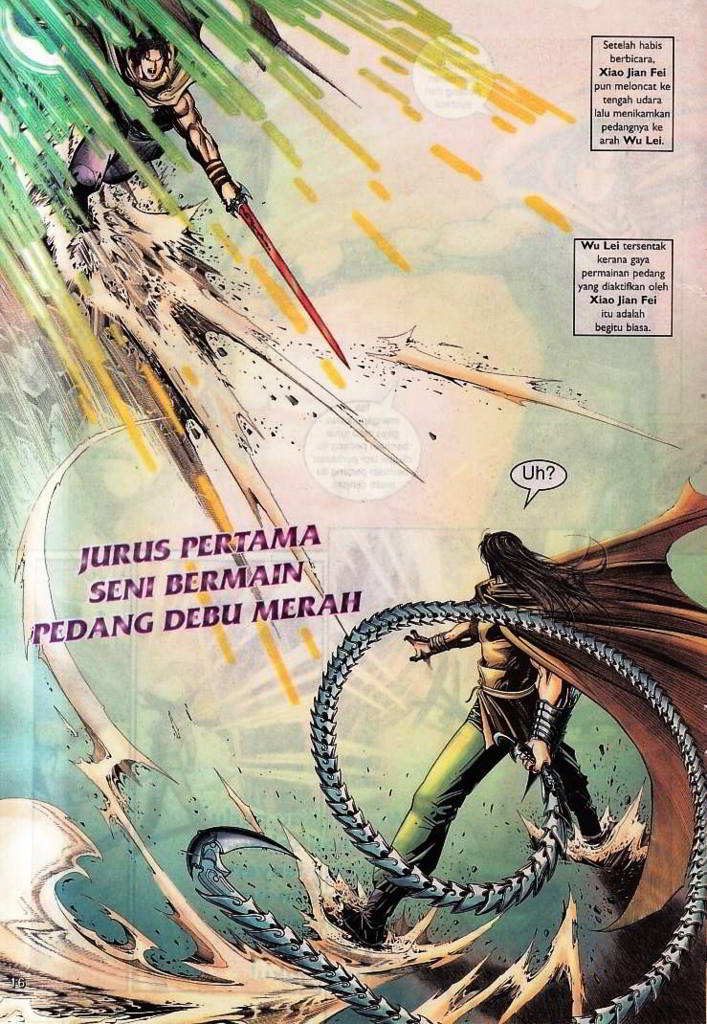 Setelah habis
berbicara,
Xiao Jian Fei
pun meloncat ke
tengah udara
lalu menikamkan
pedangnya ke
arah Wu Lei.
Wu Lei tersentak
kerana gaya
permainan pedang
yang diaktifkan oleh
Xiao Jian Fei
itu adalah
begitu biasa.
Uh?
JURUS PERTAMA
SENI BERMAIN
PEDANG DEBU MERAH
16